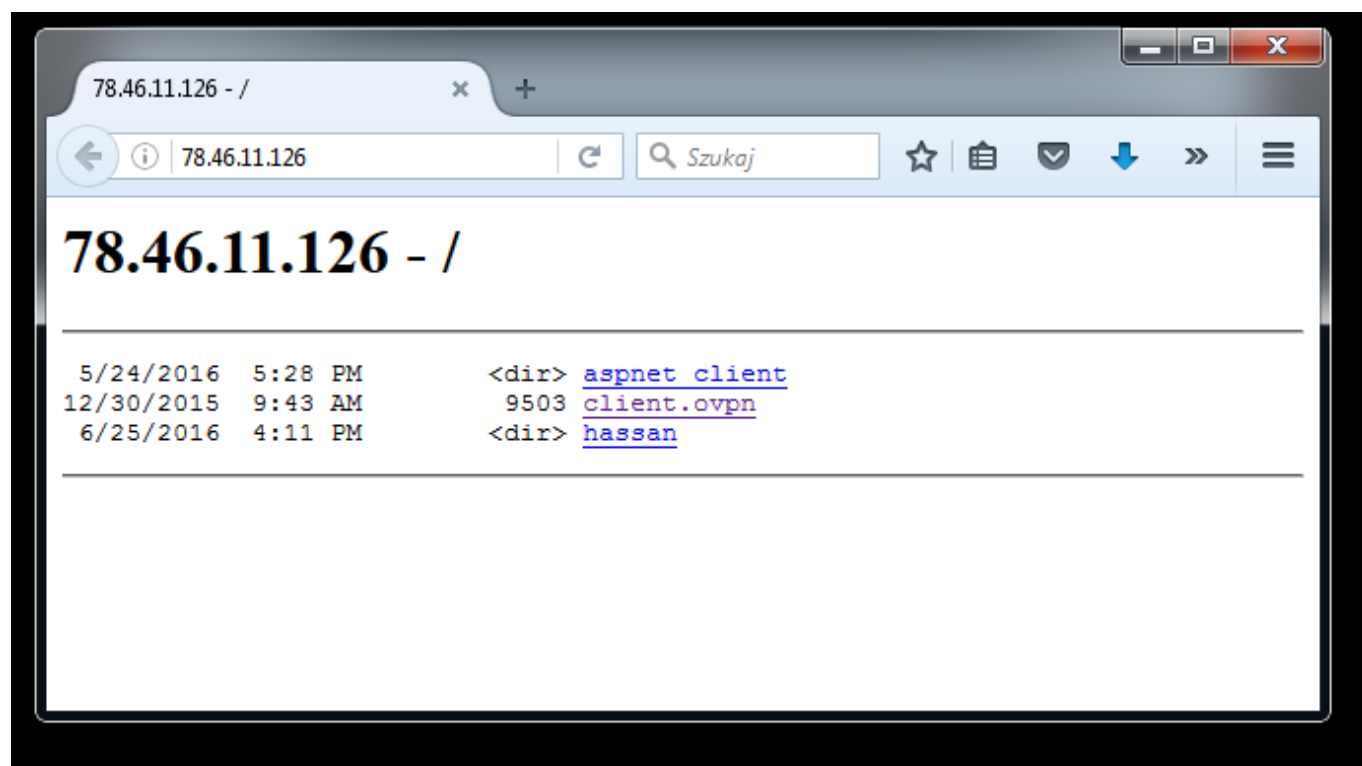 78.46.11.126 - /
78.46.11.126
Szukaj
78.46.11.126 - /
5/24/2016 5:28 PM <dir> aspnet_client
12/30/2015 9:43 AM 9503 client.ovpn
6/25/2016 4:11 PM <dir> hassan